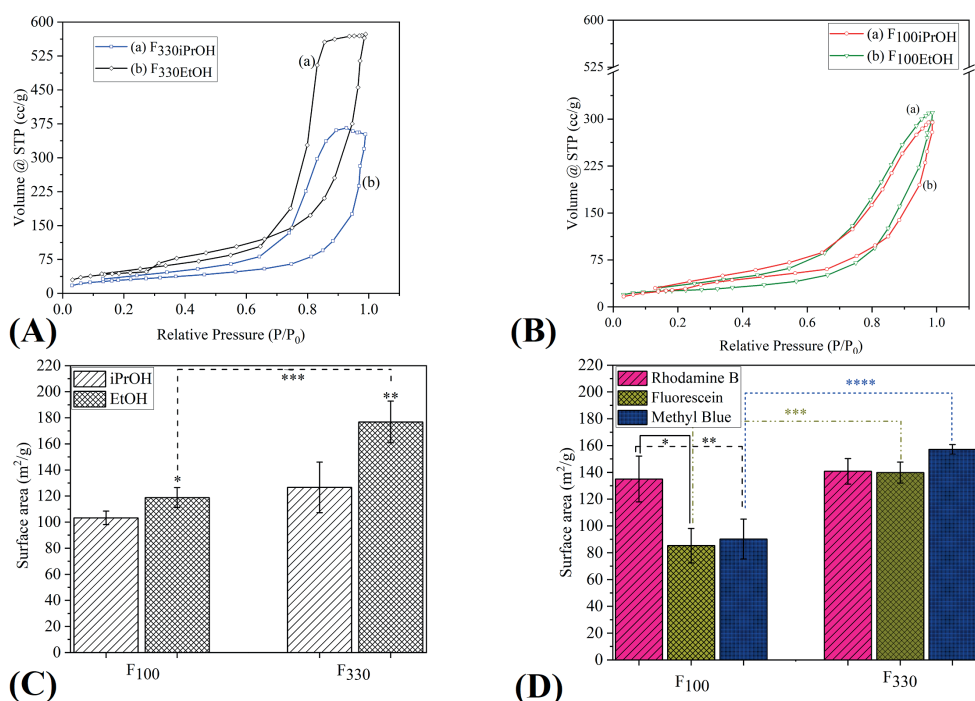 600
525
450
375
300
225
150
75
0
Volume @ STP (cc/g)
(a) F330iPrOH
(b) F330EtOH
(a)
(b)
0.0 0.2 0.4 0.6 0.8 1.0
Relative Pressure (P/P0)
(A)
600
525
300
150
0
Volume @ STP (cc/g)
(a) F100iPrOH
(b) F100EtOH
(a)
(b)
0.0 0.2 0.4 0.6 0.8 1.0
Relative Pressure (P/P0)
(B)
220
200
180
160
140
120
100
80
60
40
20
0
Surface area (m2/g)
iPrOH
EtOH
***
**
*
F100 F330
(C)
220
200
180
160
140
120
100
80
60
40
20
0
Surface area (m2/g)
Rhodamine B
Fluorescein
Methyl Blue
****
***
* **
F100 F330
(D)